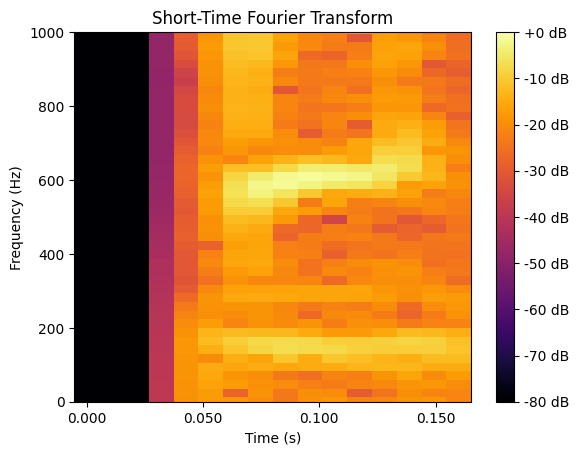 Short-Time Fourier Transform
1000
800
600
400
200
0
Frequency (Hz)
0.000
0.050
0.100
0.150
Time (s)
+0 dB
-10 dB
-20 dB
-30 dB
-40 dB
-50 dB
-60 dB
-70 dB
-80 dB